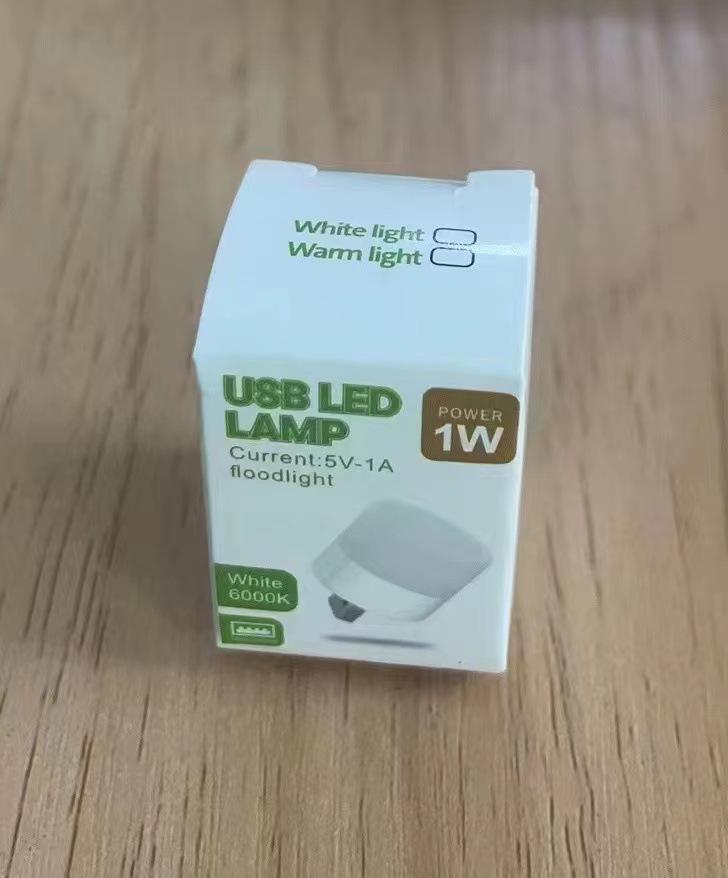 White light
Warm light
USB LED
LAMP
POWER
1W
Current:5V-1A
floodlight
White
6000K